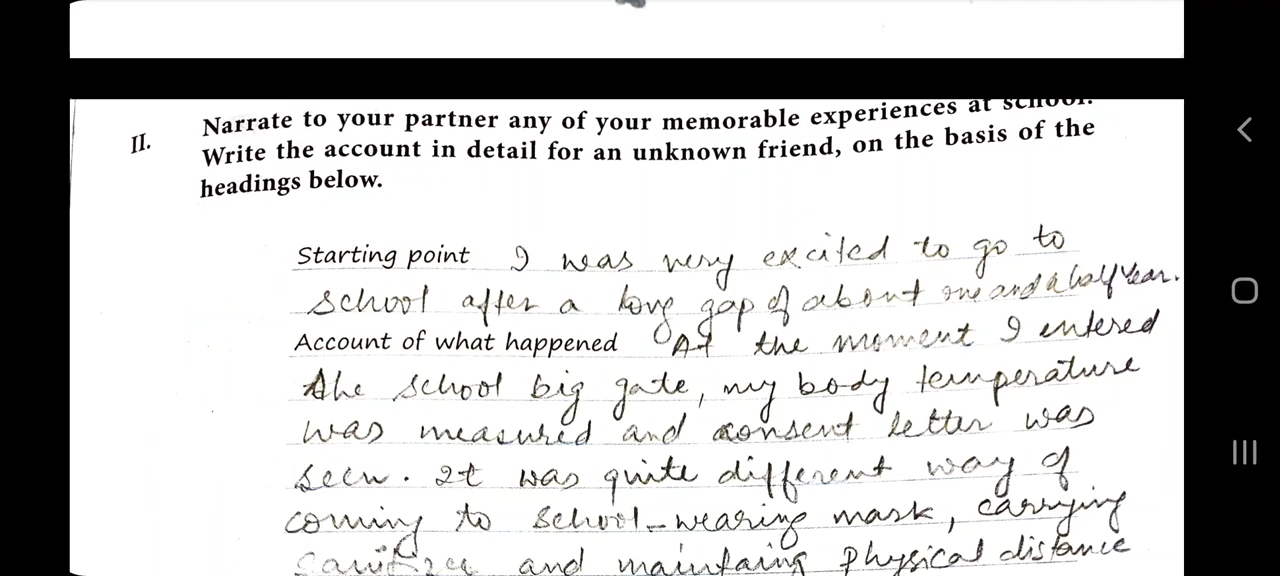 II. Narrate to your partner any of your memorable experiences at school.
Write the account in detail for an unknown friend, on the basis of the
headings below.
Starting point I was very excited to go to
school after a long gap of about one and a half year.
Account of what happened At the moment I entered
the school big gate, my body temperature
was measured and consent letter was
seen. It was quite different way of
coming to school - wearing mask, carrying
sanitizer and maintaing physical distance